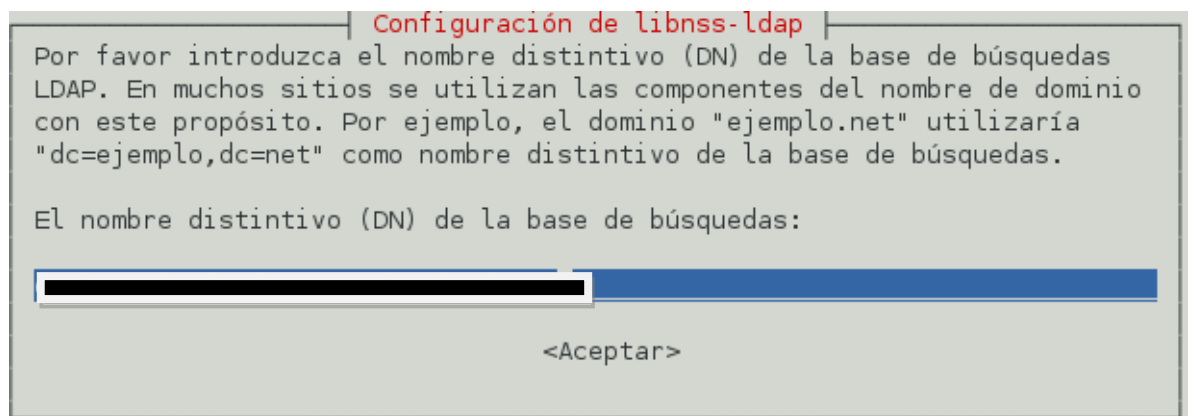 Configuración de libnss-ldap
Por favor introduzca el nombre distintivo (DN) de la base de búsquedas
LDAP. En muchos sitios se utilizan las componentes del nombre de dominio
con este propósito. Por ejemplo, el dominio "ejemplo.net" utilizaría
"dc=ejemplo,dc=net" como nombre distintivo de la base de búsquedas.
El nombre distintivo (DN) de la base de búsquedas:
<Aceptar>